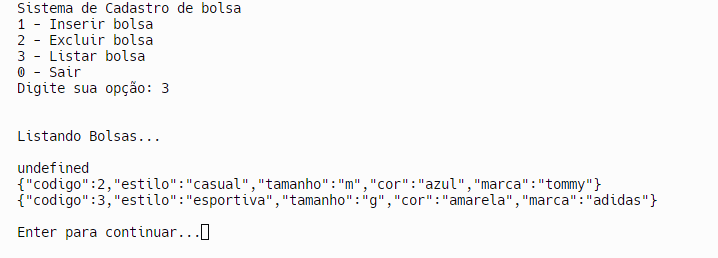 Sistema de Cadastro de bolsa
1 - Inserir bolsa
2 - Excluir bolsa
3 - Listar bolsa
0 - Sair
Digite sua opção: 3
Listando Bolsas...
undefined
{"codigo":2,"estilo":"casual","tamanho":"m","cor":"azul","marca":"tommy"}
{"codigo":3,"estilo":"esportiva","tamanho":"g","cor":"amarela","marca":"adidas"}
Enter para continuar...